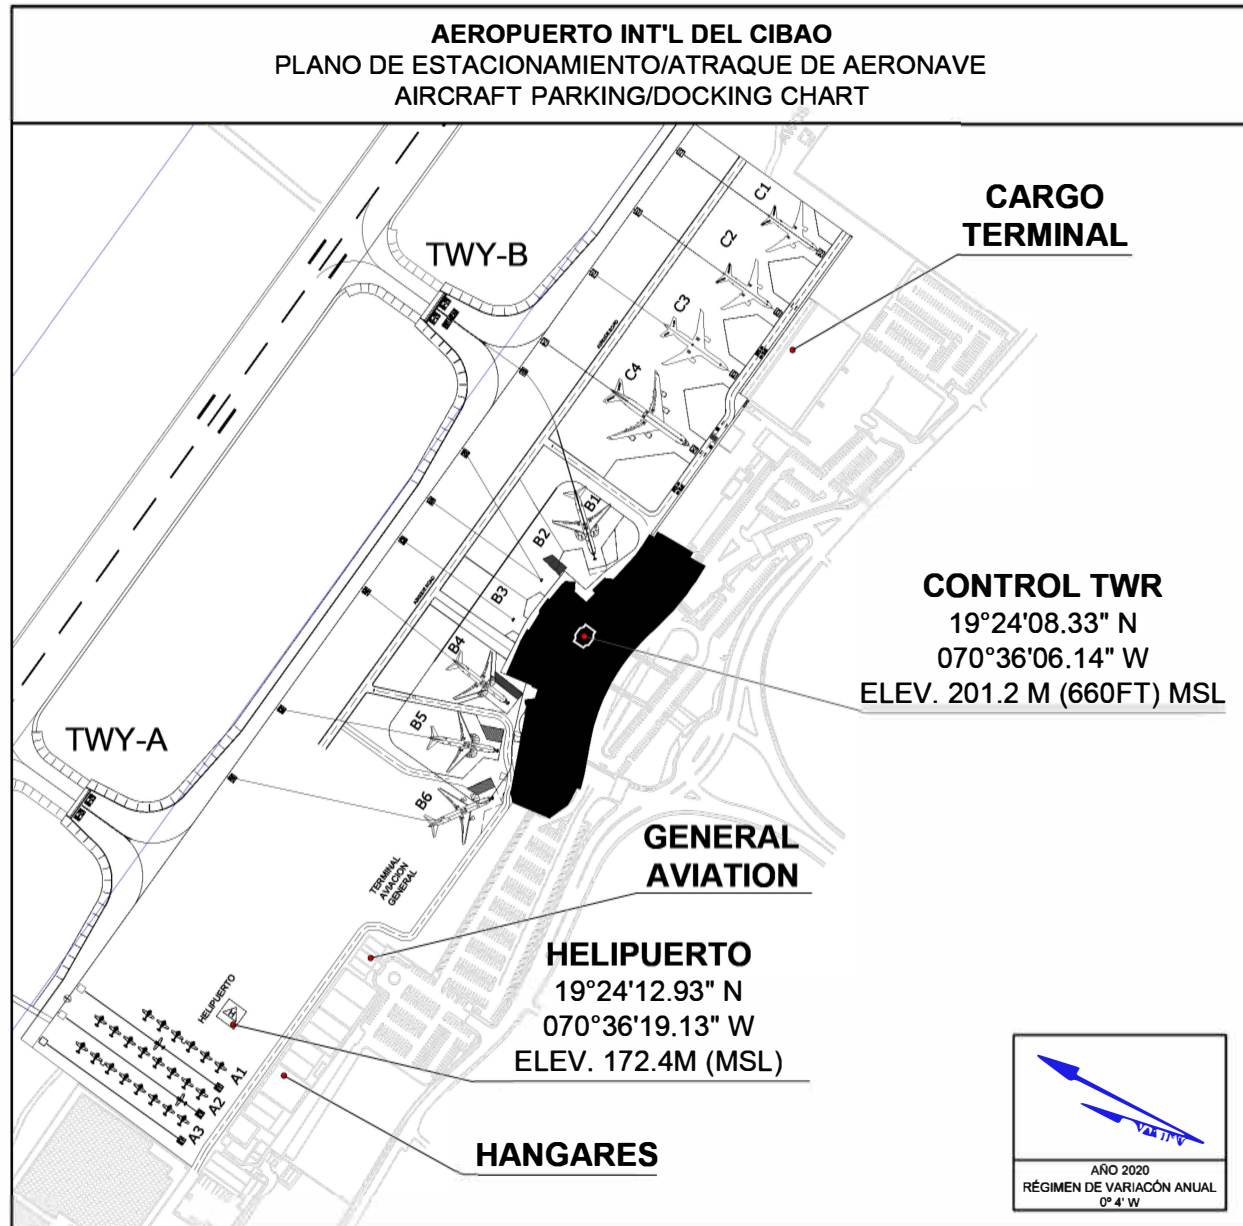 AEROPUERTO INT'L DEL CIBAO
PLANO DE ESTACIONAMIENTO/ATRAQUE DE AERONAVE
AIRCRAFT PARKING/DOCKING CHART
CARGO
TERMINAL
TWY-B
C1
C2
C3
C4
B1
B2
B3
B4
B5
B6
CONTROL TWR
19°24'08.33" N
070°36'06.14" W
ELEV. 201.2 M (660FT) MSL
TWY-A
GENERAL
AVIATION
TERMINAL
AVIACION
GENERAL
HELIPUERTO
19°24'12.93" N
070°36'19.13" W
ELEV. 172.4M (MSL)
HELIPUERTO
H
A1
A2
A3
HANGARES
AÑO 2020
RÉGIMEN DE VARIACÓN ANUAL
0º 4' W